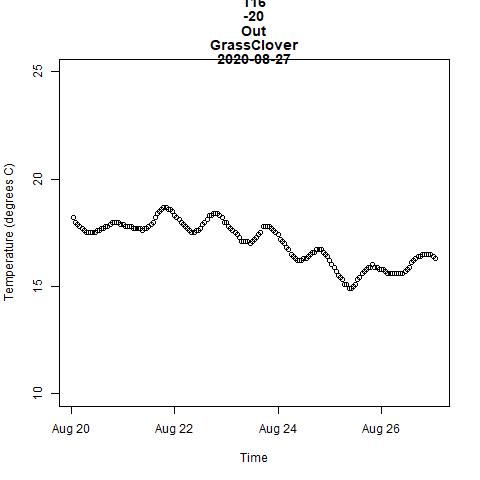 T16
-20
Out
GrassClover
2020-08-27
Temperature (degrees C)
25
20
15
10
Aug 20 Aug 22 Aug 24 Aug 26
Time